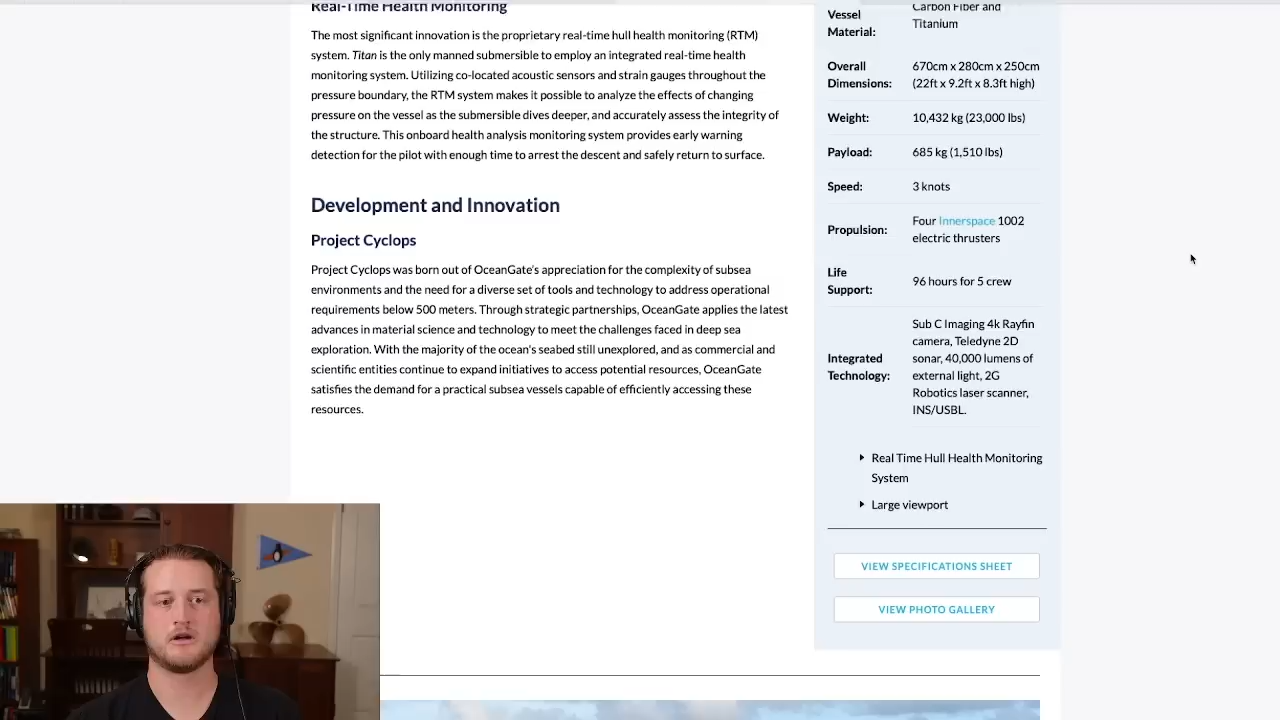 Real-Time Health Monitoring
The most significant innovation is the proprietary real-time hull health monitoring (RTM)
system. Titan is the only manned submersible to employ an integrated real-time health
monitoring system. Utilizing co-located acoustic sensors and strain gauges throughout the
pressure boundary, the RTM system makes it possible to analyze the effects of changing
pressure on the vessel as the submersible dives deeper, and accurately assess the integrity of
the structure. This onboard health analysis monitoring system provides early warning
detection for the pilot with enough time to arrest the descent and safely return to surface.
Development and Innovation
Project Cyclops
Project Cyclops was born out of OceanGate's appreciation for the complexity of subsea
environments and the need for a diverse set of tools and technology to address operational
requirements below 500 meters. Through strategic partnerships, OceanGate applies the latest
advances in material science and technology to meet the challenges faced in deep sea
exploration. With the majority of the ocean's seabed still unexplored, and as commercial and
scientific entities continue to expand initiatives to access potential resources, OceanGate
satisfies the demand for a practical subsea vessels capable of efficiently accessing these
resources.
Vessel
Material:
Carbon Fiber and
Titanium
Overall
Dimensions:
670cm x 280cm x 250cm
(22ft x 9.2ft x 8.3ft high)
Weight:
10,432 kg (23,000 lbs)
Payload:
685 kg (1,510 lbs)
Speed:
3 knots
Propulsion:
Four Innerspace 1002
electric thrusters
Life
Support:
96 hours for 5 crew
Integrated
Technology:
Sub C Imaging 4k Rayfin
camera, Teledyne 2D
sonar, 40,000 lumens of
external light, 2G
Robotics laser scanner,
INS/USBL.
Real Time Hull Health Monitoring
System
Large viewport
VIEW SPECIFICATIONS SHEET
VIEW PHOTO GALLERY